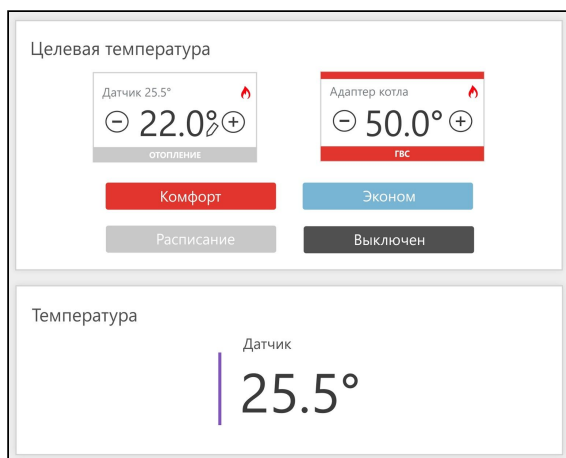 Целевая температура
Датчик 25.5°
22.0°
ОТОПЛЕНИЕ
Адаптер котла
50.0°
ГВС
Комфорт
Эконом
Расписание
Выключен
Температура
Датчик
25.5°